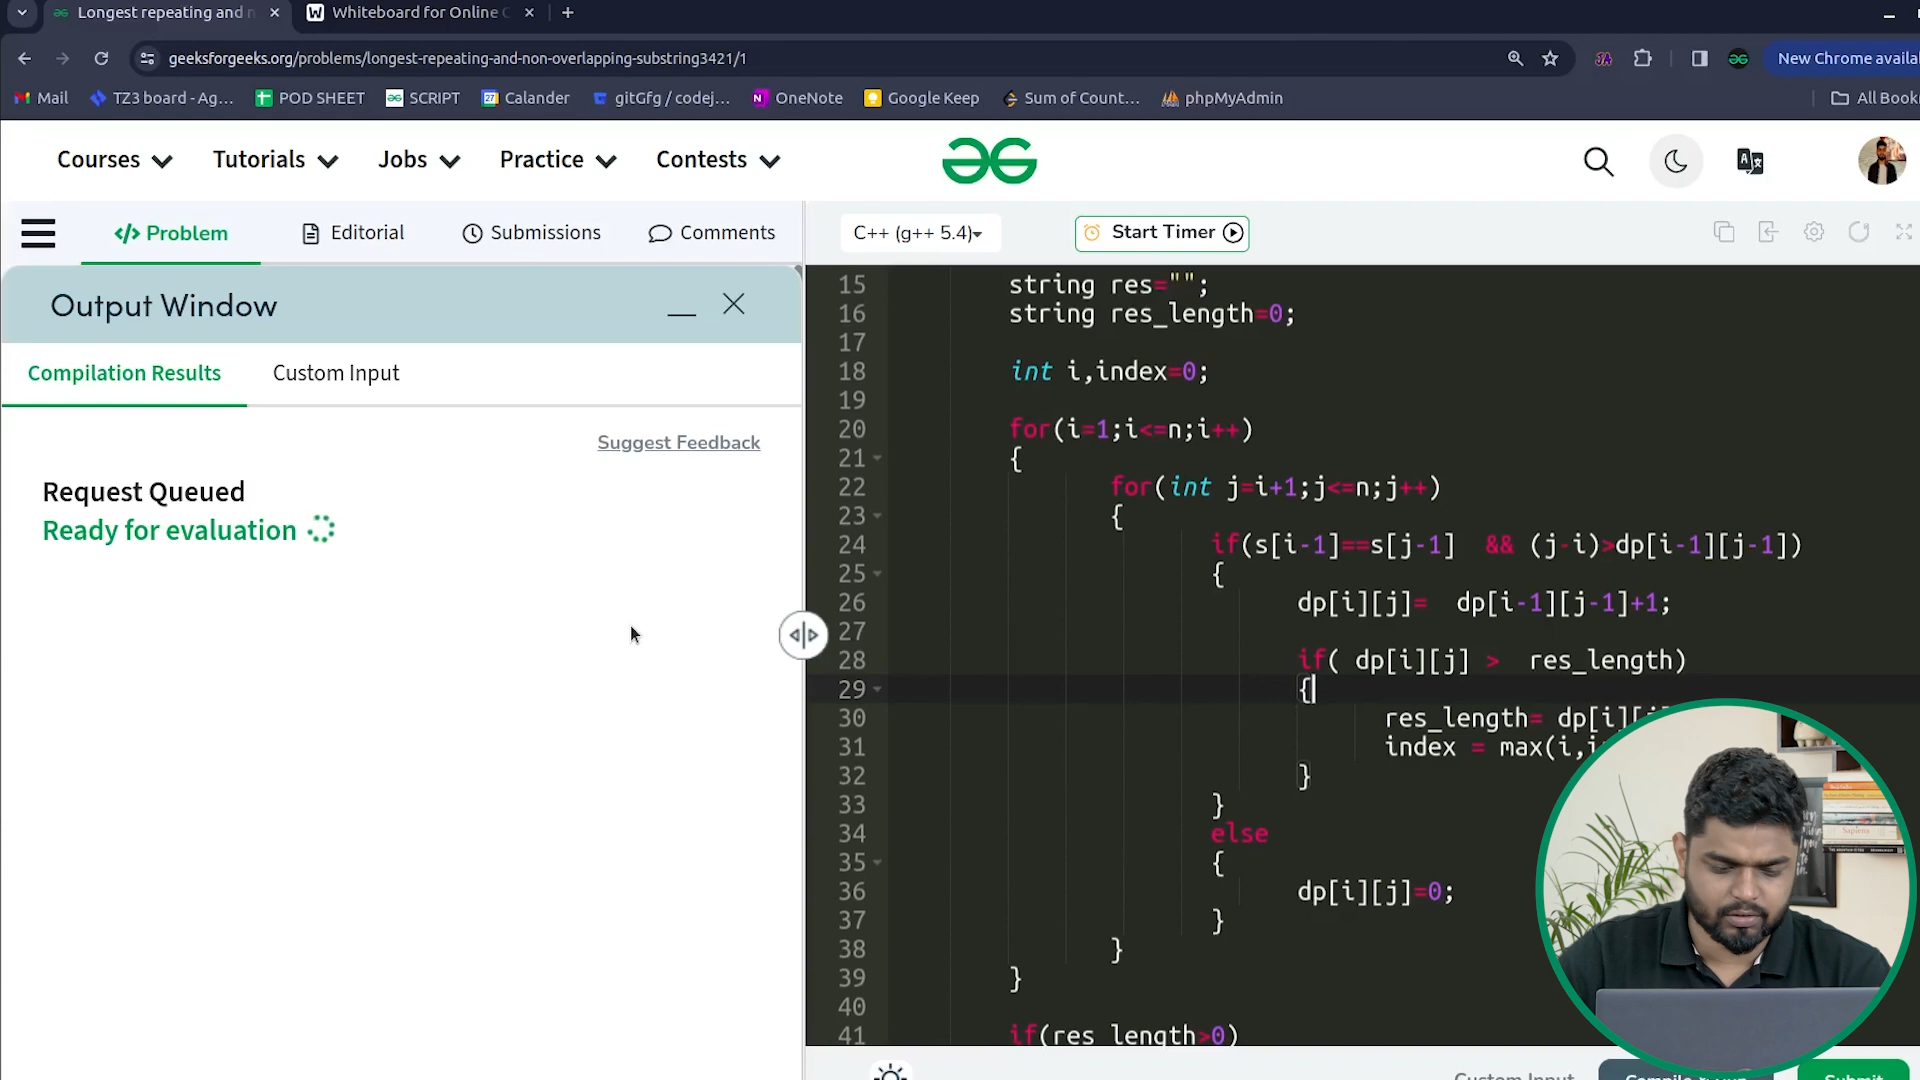 Longest repeating and n
Whiteboard for Online C
geeksforgeeks.org/problems/longest-repeating-and-non-overlapping-substring3421/1
New Chrome availa
Mail
TZ3 board - Ag...
POD SHEET
SCRIPT
Calander
gitGfg / codej...
OneNote
Google Keep
Sum of Count...
phpMyAdmin
All Book
Courses
Tutorials
Jobs
Practice
Contests
</> Problem
Editorial
Submissions
Comments
C++ (g++ 5.4)
Start Timer
Output Window
Compilation Results
Custom Input
Suggest Feedback
Request Queued
Ready for evaluation
15 string res="";
16 string res_length=0;
17
18 int i,index=0;
19
20 for(i=1;i<=n;i++)
21 {
22 for(int j=i+1;j<=n;j++)
23 {
24 if(s[i-1]==s[j-1] && (j-i)>dp[i-1][j-1])
25 {
26 dp[i][j]= dp[i-1][j-1]+1;
27
28 if( dp[i][j] > res_length)
29 {
30 res_length= dp[i][j]
31 index = max(i,i
32 }
33 }
34 else
35 {
36 dp[i][j]=0;
37 }
38 }
39 }
40
41 if(res_length>0)
Custom Input
Submit
Sapiens